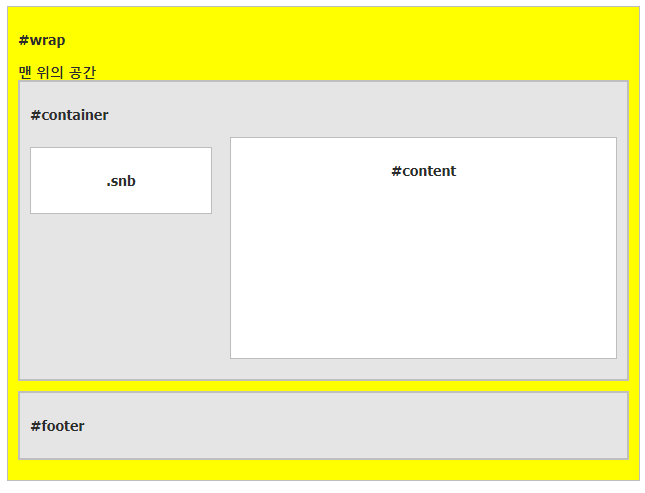 #wrap
맨 위의 공간
#container
.snb
#content
#footer